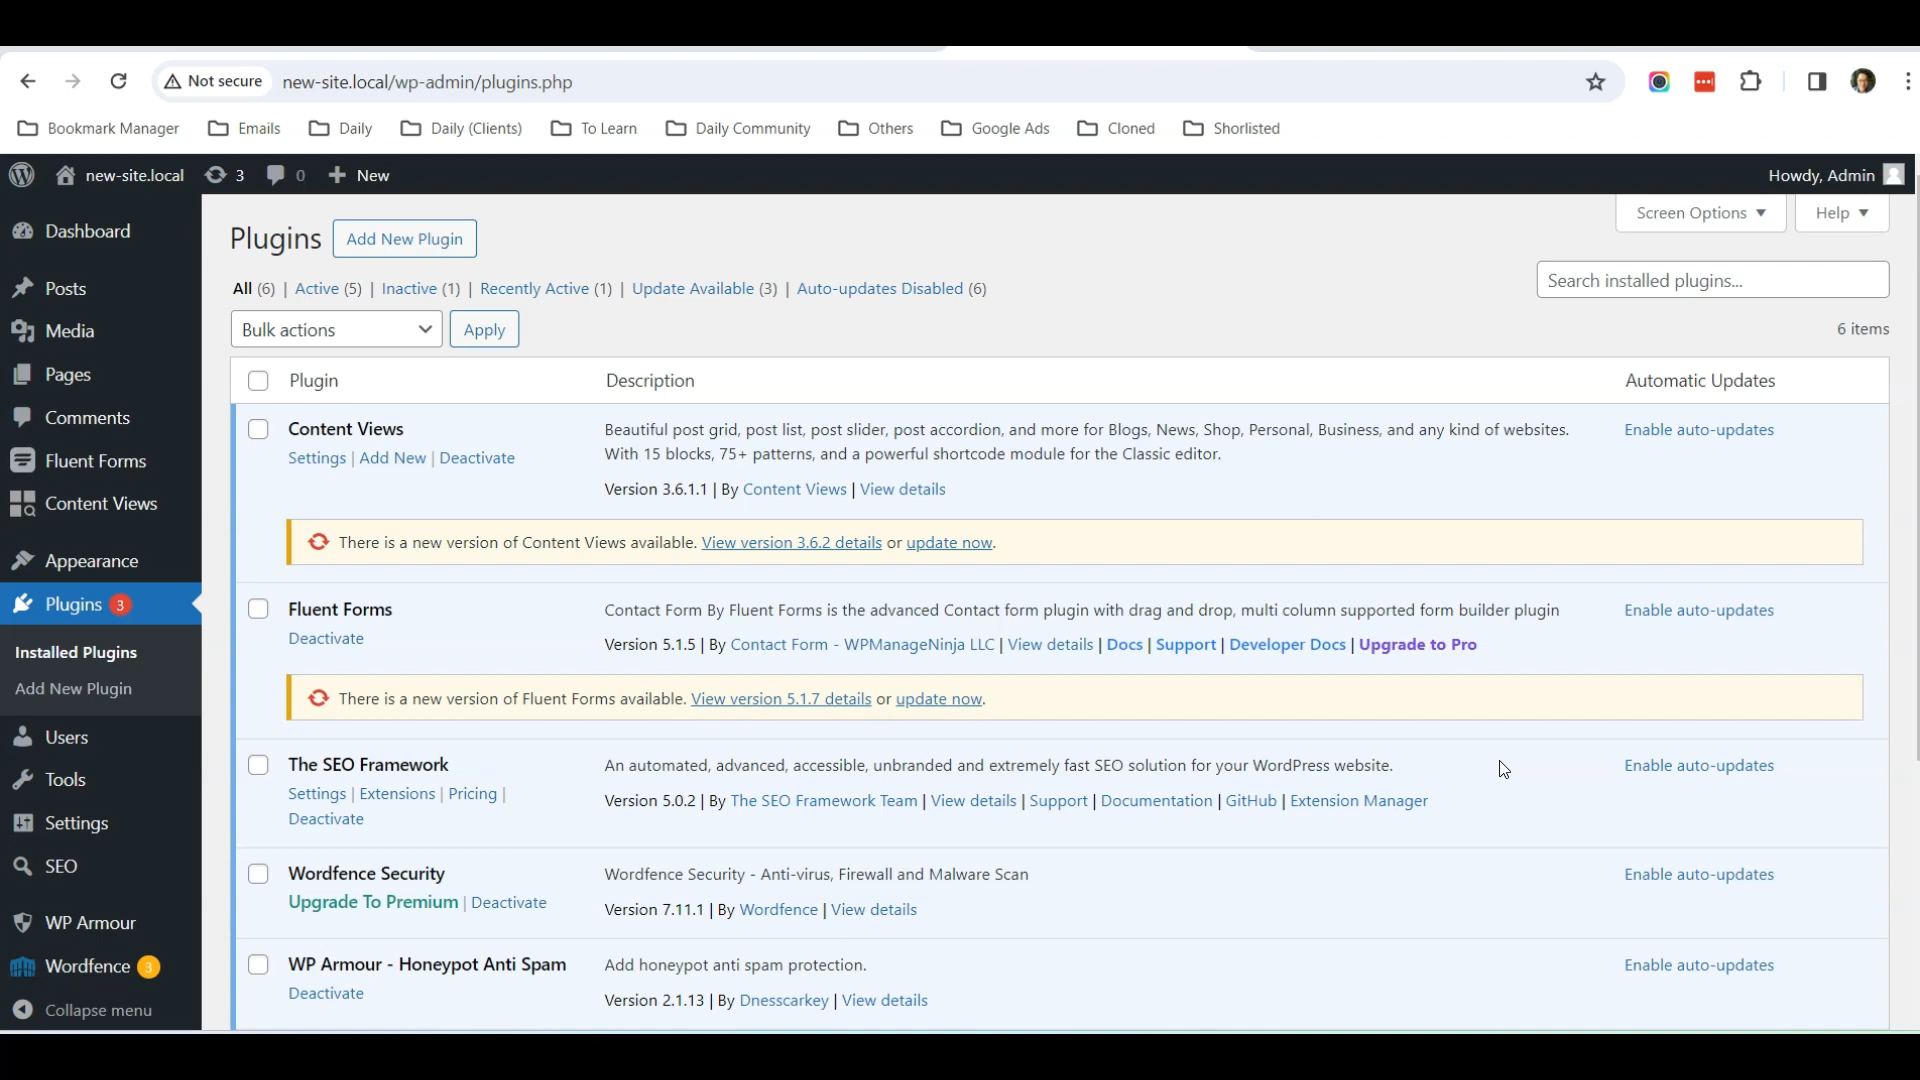 Not secure new-site.local/wp-admin/plugins.php
Bookmark Manager Emails Daily Daily (Clients) To Learn Daily Community Others Google Ads Cloned Shorlisted
new-site.local 3 0 New Howdy, Admin
Dashboard
Posts
Media
Pages
Comments
Fluent Forms
Content Views
Appearance
Plugins 3
Installed Plugins
Add New Plugin
Users
Tools
Settings
SEO
WP Armour
Wordfence 3
Collapse menu
Screen Options Help
Plugins Add New Plugin
All (6) | Active (5) | Inactive (1) | Recently Active (1) | Update Available (3) | Auto-updates Disabled (6)
Search installed plugins...
Bulk actions Apply 6 items
Plugin Description Automatic Updates
Content Views Beautiful post grid, post list, post slider, post accordion, and more for Blogs, News, Shop, Personal, Business, and any kind of websites. Enable auto-updates
Settings | Add New | Deactivate With 15 blocks, 75+ patterns, and a powerful shortcode module for the Classic editor.
Version 3.6.1.1 | By Content Views | View details
There is a new version of Content Views available. View version 3.6.2 details or update now.
Fluent Forms Contact Form By Fluent Forms is the advanced Contact form plugin with drag and drop, multi column supported form builder plugin Enable auto-updates
Deactivate Version 5.1.5 | By Contact Form - WPManageNinja LLC | View details | Docs | Support | Developer Docs | Upgrade to Pro
There is a new version of Fluent Forms available. View version 5.1.7 details or update now.
The SEO Framework An automated, advanced, accessible, unbranded and extremely fast SEO solution for your WordPress website. Enable auto-updates
Settings | Extensions | Pricing | Version 5.0.2 | By The SEO Framework Team | View details | Support | Documentation | GitHub | Extension Manager
Deactivate
Wordfence Security Wordfence Security - Anti-virus, Firewall and Malware Scan Enable auto-updates
Upgrade To Premium | Deactivate Version 7.11.1 | By Wordfence | View details
WP Armour - Honeypot Anti Spam Add honeypot anti spam protection. Enable auto-updates
Deactivate Version 2.1.13 | By Dnesscarkey | View details